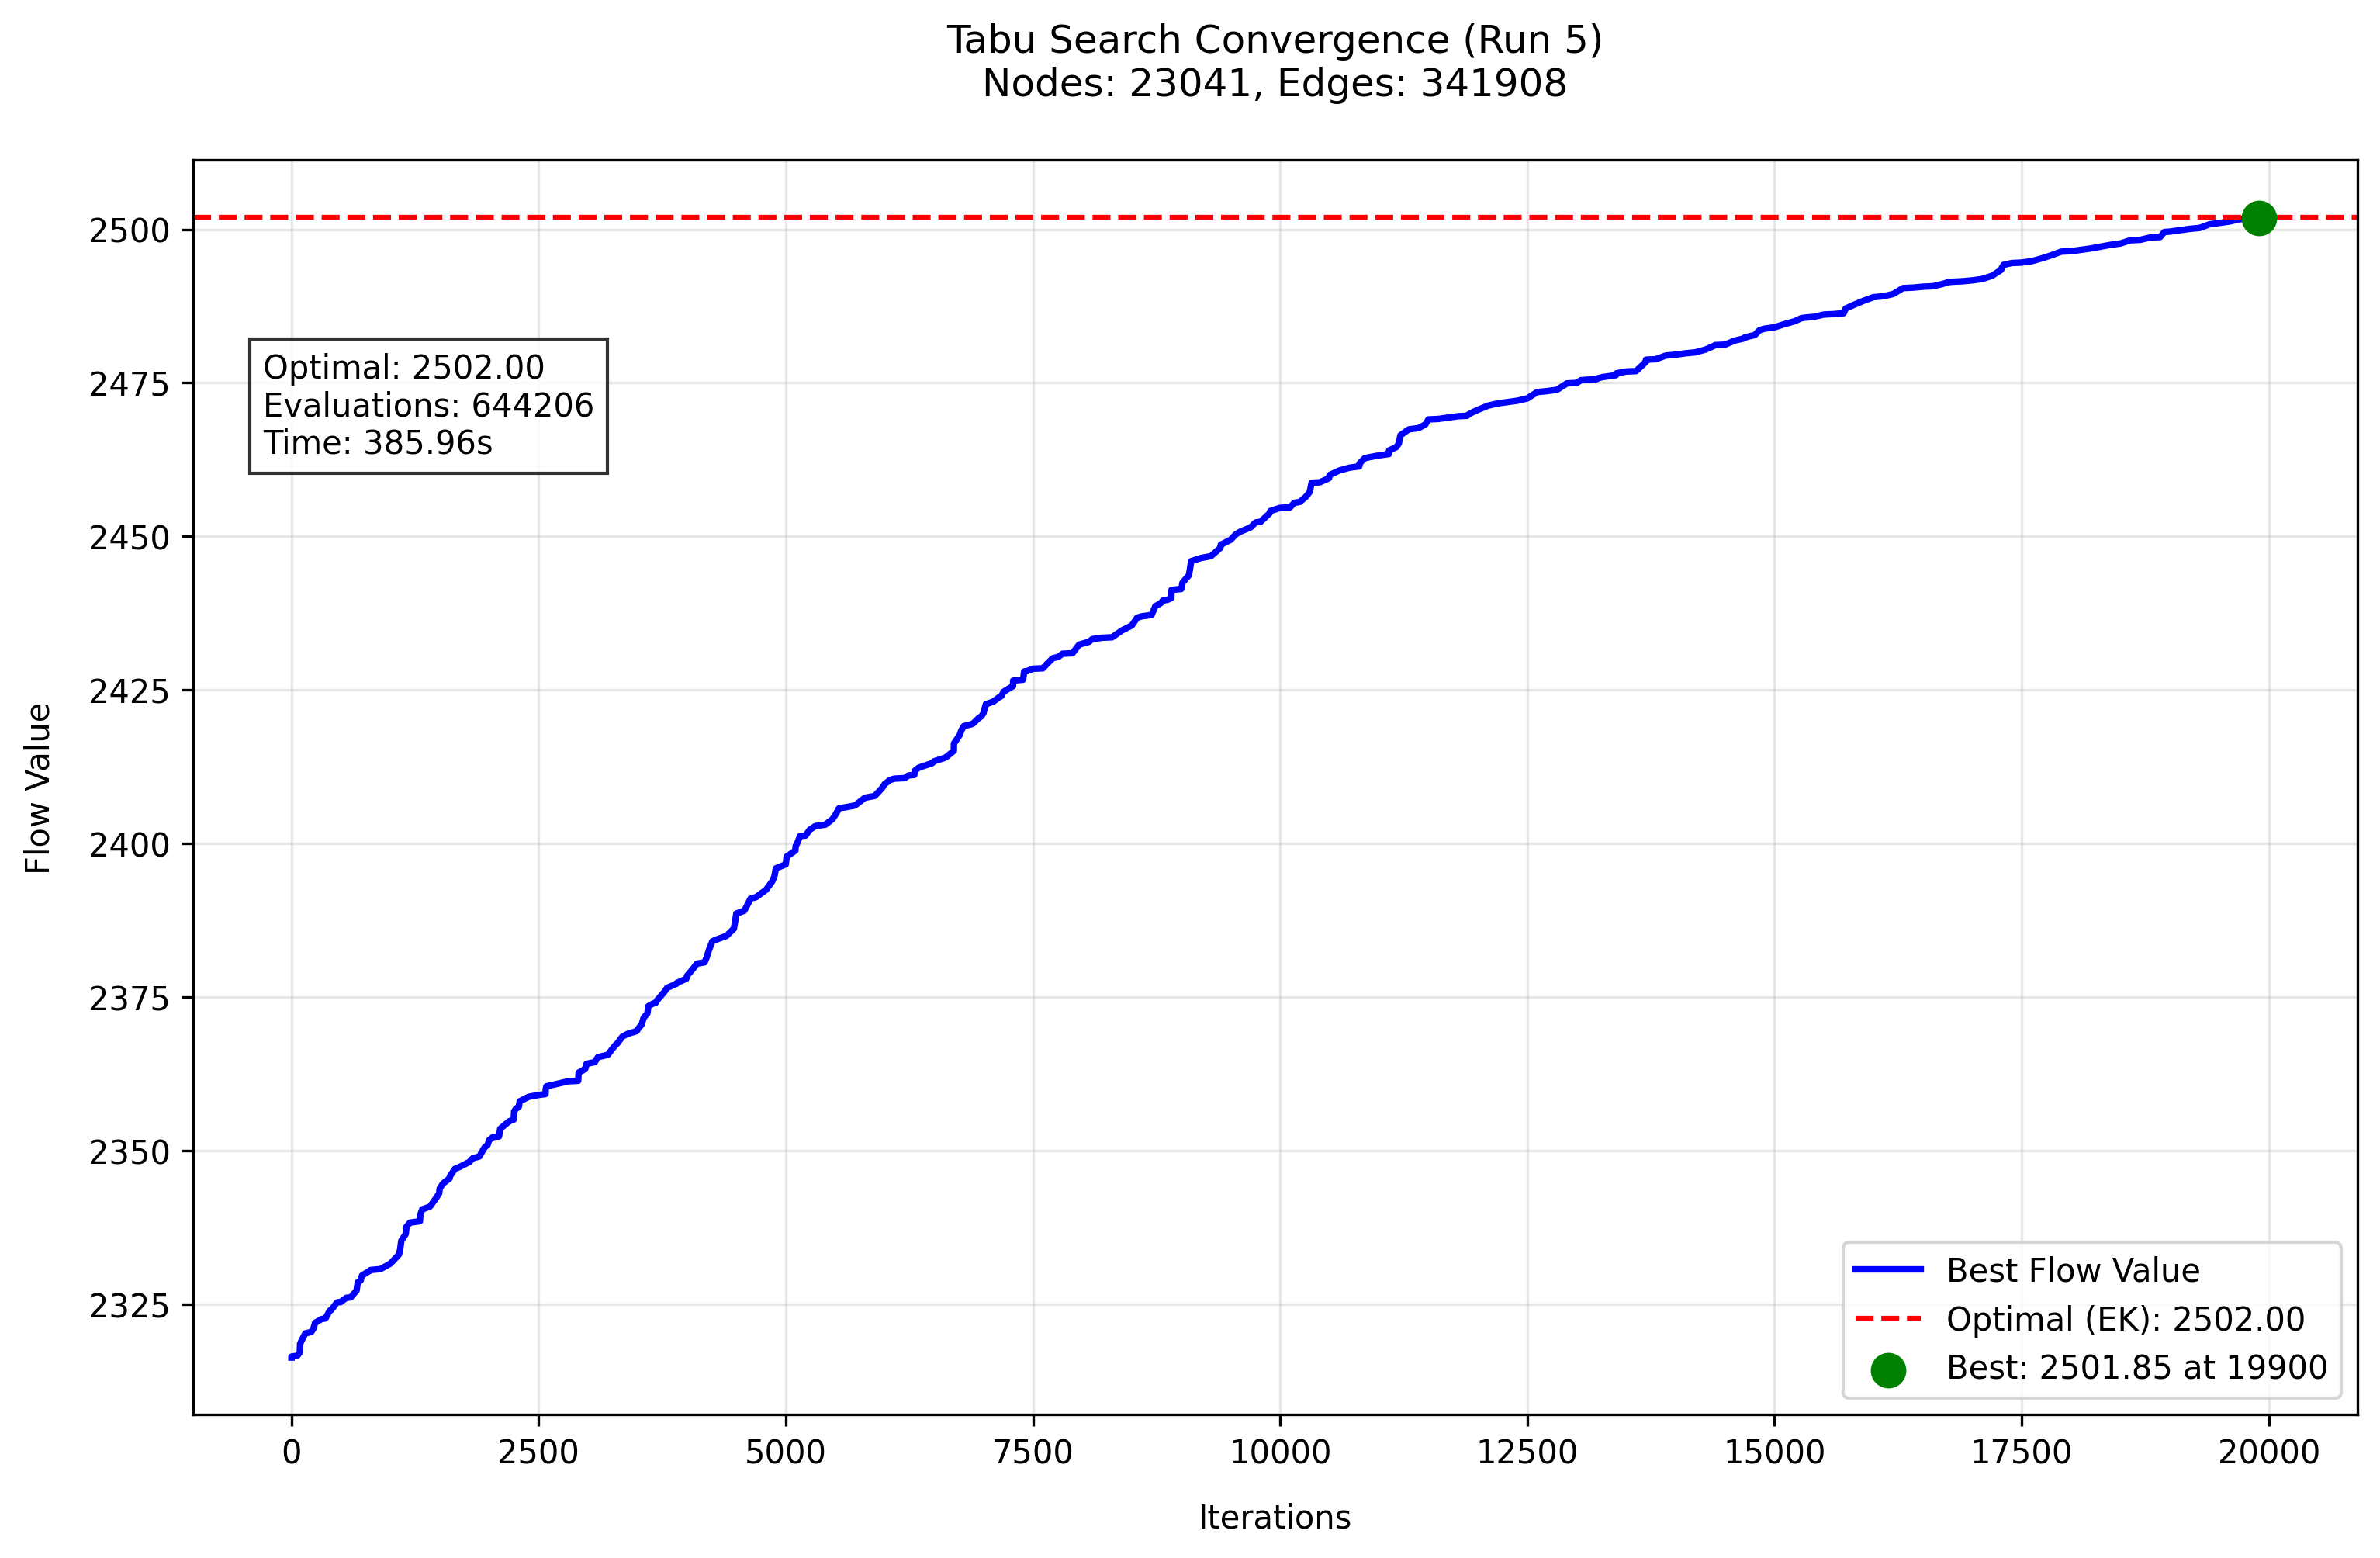 Tabu Search Convergence (Run 5)
Nodes: 23041, Edges: 341908
Flow Value
2500
2475
2450
2425
2400
2375
2350
2325
Optimal: 2502.00
Evaluations: 644206
Time: 385.96s
Best Flow Value
Optimal (EK): 2502.00
Best: 2501.85 at 19900
0
2500
5000
7500
10000
12500
15000
17500
20000
Iterations